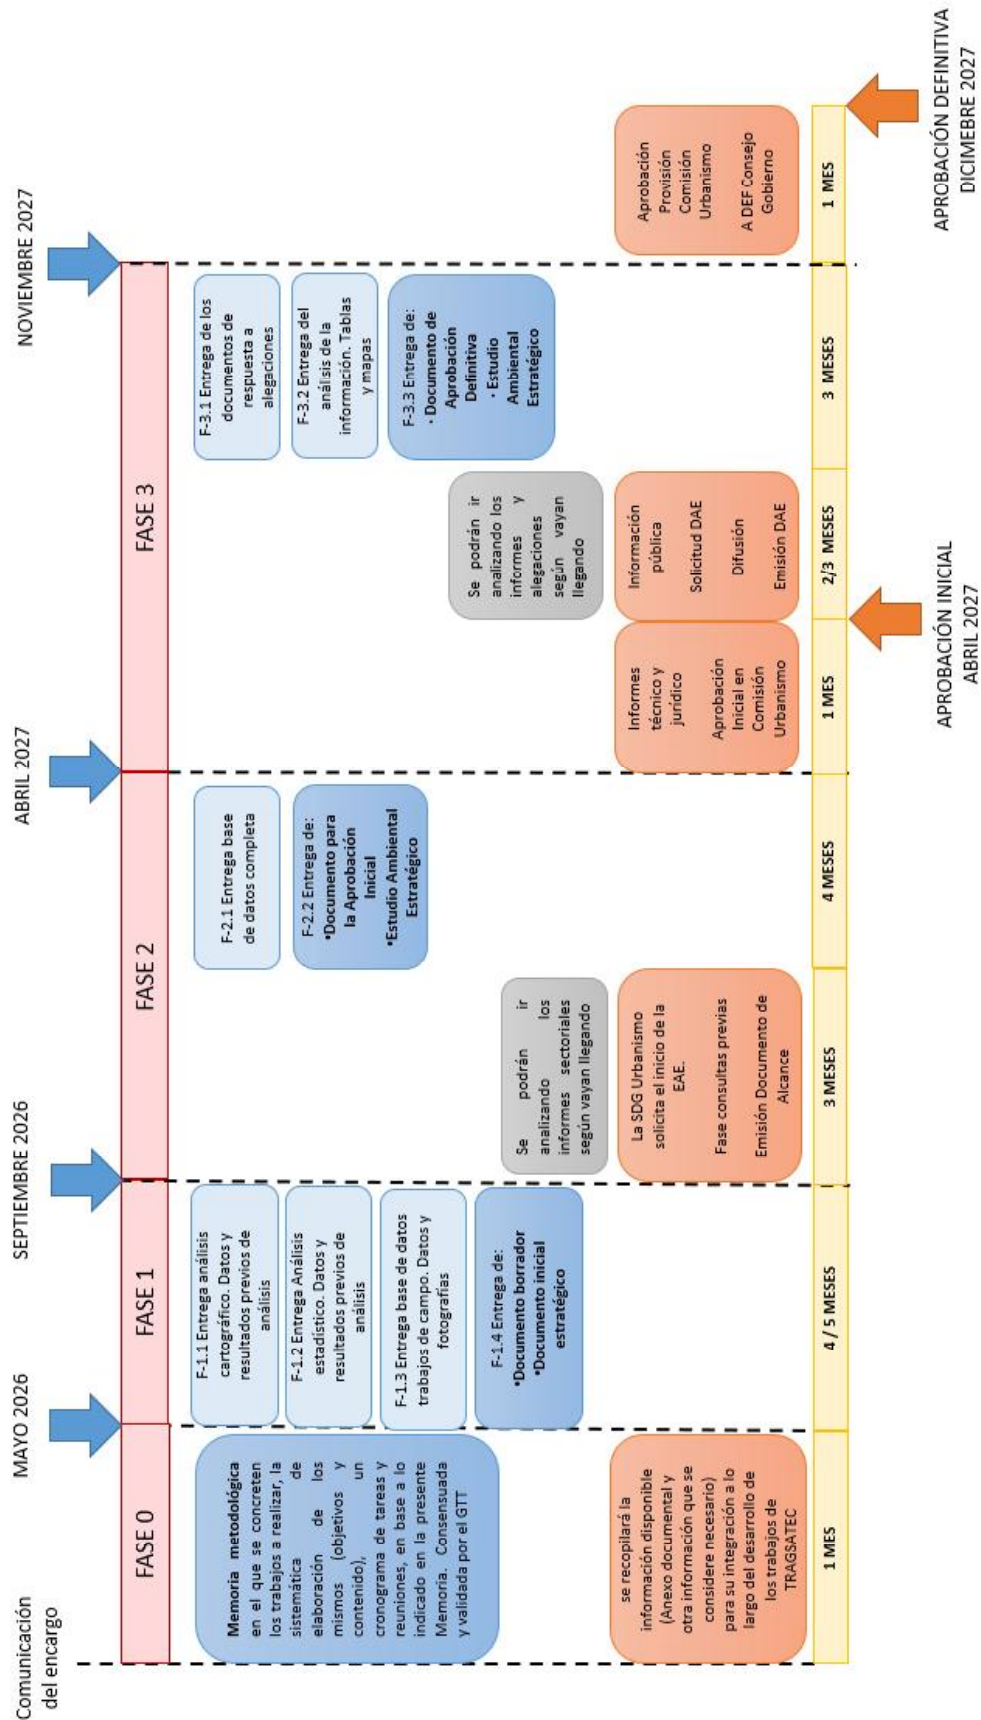 Comunicación
del encargo
MAYO 2026
SEPTIEMBRE 2026
ABRIL 2027
NOVIEMBRE 2027
FASE 0
FASE 1
FASE 2
FASE 3
Memoria metodológica
en el que se concreten
los trabajos a realizar, la
sistemática de
elaboración de los
mismos (objetivos y
contenido), un
cronograma de tareas y
reuniones, en base a lo
indicado en la presente
Memoria. Consensuada
y validada por el GTT
se recopilará la
información disponible
(Anexo documental y
otra información que se
considere necesario)
para su integración a lo
largo del desarrollo de
los trabajos de
TRAGSATEC
F-1.1 Entrega análisis
cartográfico. Datos y
resultados previos de
análisis
F-1.2 Entrega Análisis
estadístico. Datos y
resultados previos de
análisis
F-1.3 Entrega base de datos
trabajos de campo. Datos y
fotografías
F-1.4 Entrega de:
•Documento borrador
•Documento inicial
estratégico
Se podrán ir
analizando los
informes sectoriales
según vayan llegando
La SDG Urbanismo
solicita el inicio de la
EAE.
Fase consultas previas
Emisión Documento de
Alcance
F-2.1 Entrega base
de datos completa
F-2.2 Entrega de:
•Documento para
la Aprobación
Inicial
•Estudio Ambiental
Estratégico
Informes
técnico y
jurídico
Aprobación
Inicial en
Comisión
Urbanismo
Se podrán ir
analizando los
informes y
alegaciones
según vayan
llegando
Información
pública
Solicitud DAE
Difusión
Emisión DAE
F-3.1 Entrega de los
documentos de
respuesta a
alegaciones
F-3.2 Entrega del
análisis de la
información. Tablas
y mapas
F-3.3 Entrega de:
· Documento de
Aprobación
Definitiva
· Estudio
Ambiental
Estratégico
Aprobación
Provisión
Comisión
Urbanismo
A DEF Consejo
Gobierno
1 MES
4 / 5 MESES
3 MESES
4 MESES
1 MES
2/3 MESES
3 MESES
1 MES
APROBACIÓN INICIAL
ABRIL 2027
APROBACIÓN DEFINITIVA
DICIMEBRE 2027